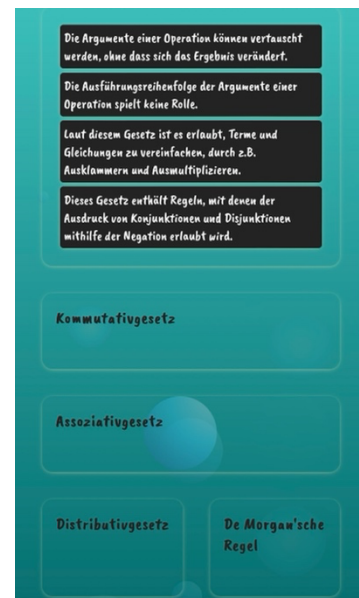 Die Argumente einer Operation können vertauscht
werden, ohne dass sich das Ergebnis verändert.
Die Ausführungsreihenfolge der Argumente einer
Operation spielt keine Rolle.
Laut diesem Gesetz ist es erlaubt, Terme und
Gleichungen zu vereinfachen, durch z.B.
Ausklammern und Ausmultiplizieren.
Dieses Gesetz enthält Regeln, mit denen der
Ausdruck von Konjunktionen und Disjunktionen
mithilfe der Negation erlaubt wird.
Kommutativgesetz
Assoziativgesetz
Distributivgesetz
De Morgan'sche
Regel